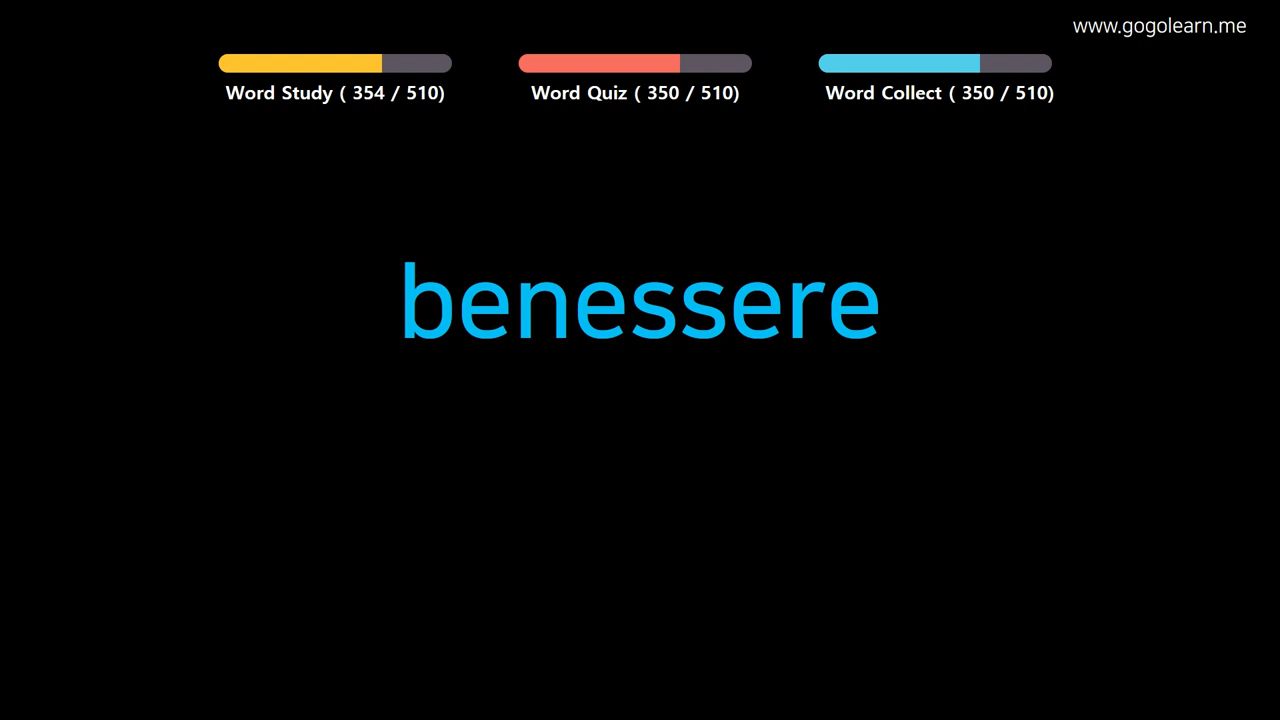 www.gogolearn.me
Word Study ( 354 / 510)
Word Quiz ( 350 / 510)
Word Collect ( 350 / 510)
benessere